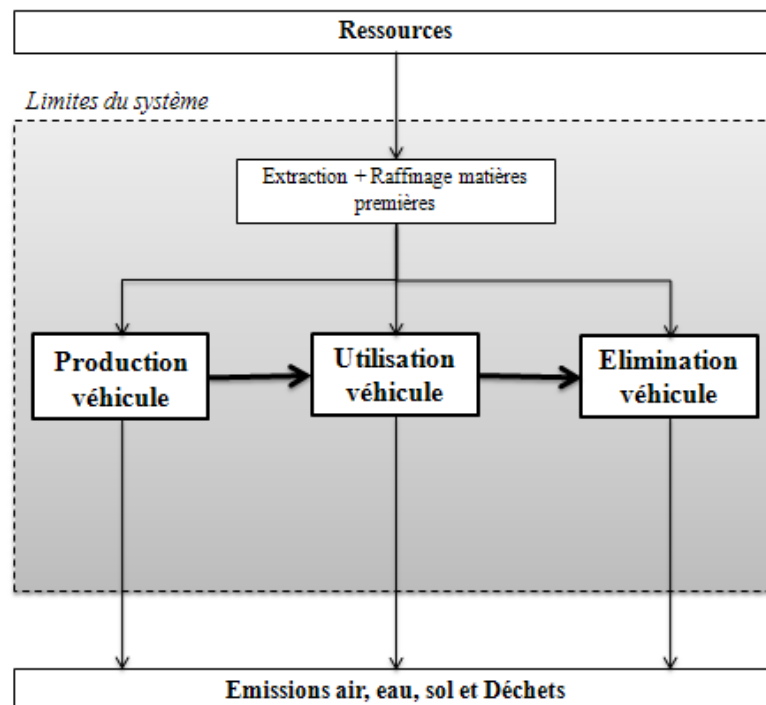 Ressources
Limites du système
Extraction + Raffinage matières
premières
Production
véhicule
Utilisation
véhicule
Elimination
véhicule
Emissions air, eau, sol et Déchets